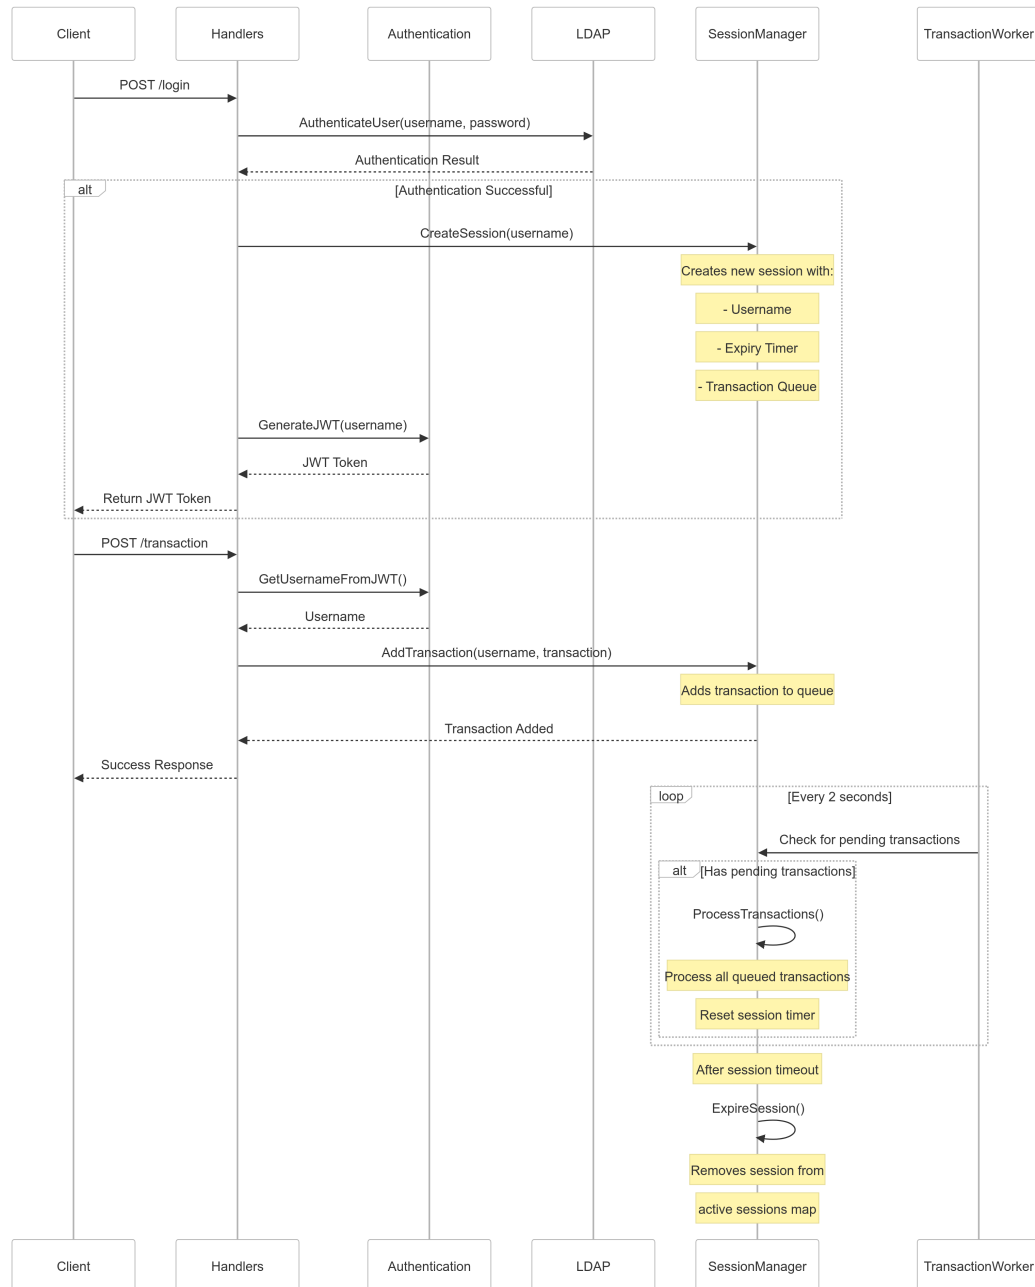 Client
Handlers
Authentication
LDAP
SessionManager
TransactionWorker
POST /login
AuthenticateUser(username, password)
Authentication Result
alt
[Authentication Successful]
CreateSession(username)
Creates new session with:
- Username
- Expiry Timer
- Transaction Queue
GenerateJWT(username)
JWT Token
Return JWT Token
POST /transaction
GetUsernameFromJWT()
Username
AddTransaction(username, transaction)
Adds transaction to queue
Transaction Added
Success Response
loop
[Every 2 seconds]
Check for pending transactions
alt
[Has pending transactions]
ProcessTransactions()
Process all queued transactions
Reset session timer
After session timeout
ExpireSession()
Removes session from
active sessions map
Client
Handlers
Authentication
LDAP
SessionManager
TransactionWorker